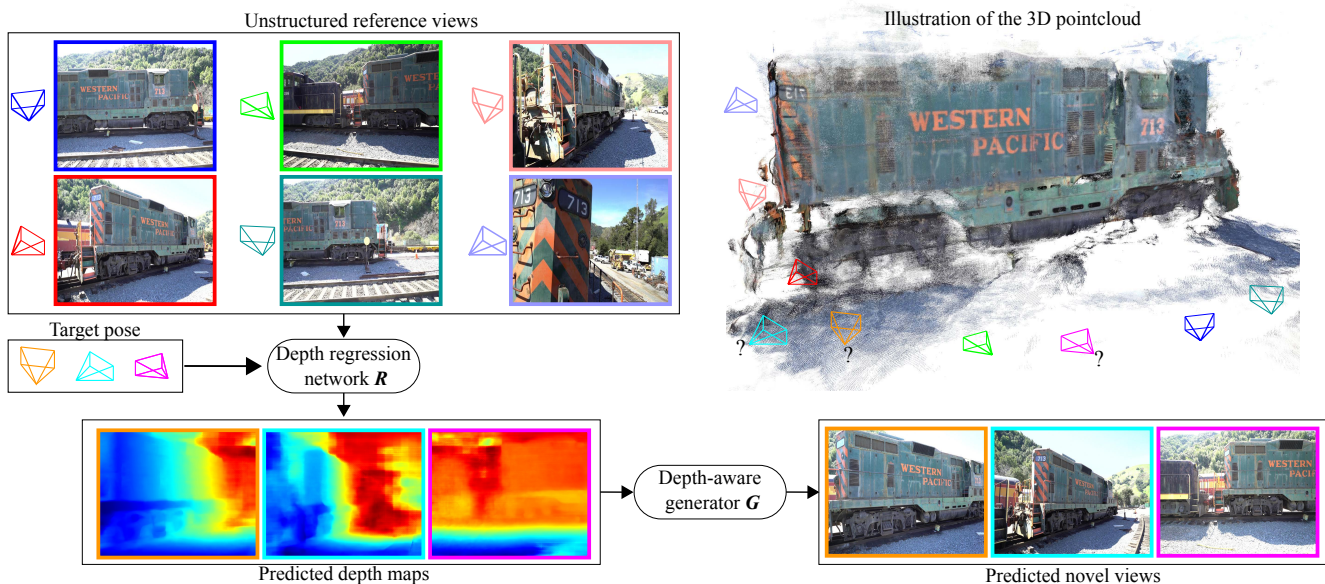 Unstructured reference views
Illustration of the 3D pointcloud
WESTERN
PACIFIC
713
WESTERN
PACIFIC
713
713
713
WESTERN
PACIFIC
713
Target pose
Depth regression
network R
?
?
?
WESTERN
PACIFIC
713
WESTERN
PACIFIC
WESTERN
PACIF
Depth-aware
generator G
Predicted depth maps
Predicted novel views